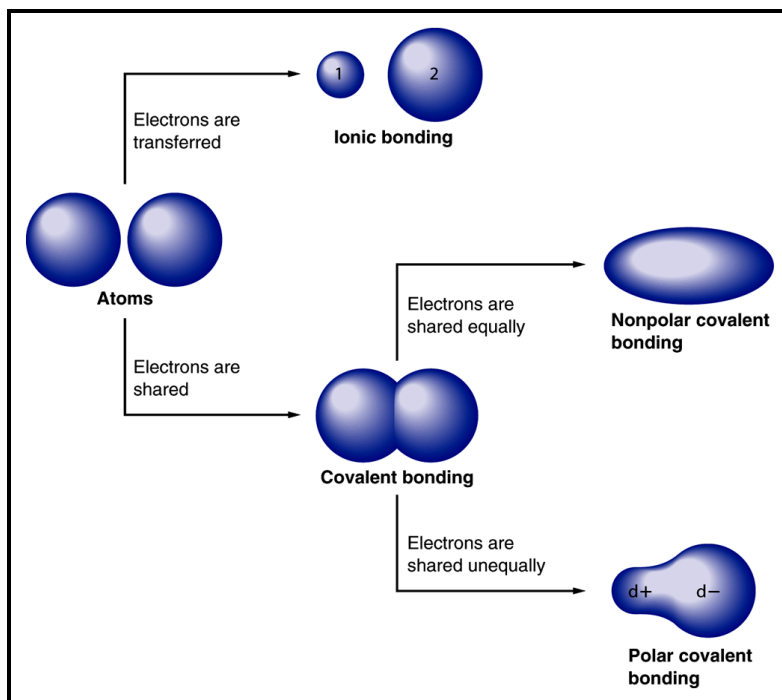 1
2
Electrons are
transferred
Ionic bonding
Atoms
Electrons are
shared equally
Nonpolar covalent
bonding
Electrons are
shared
Covalent bonding
Electrons are
shared unequally
d+
d−
Polar covalent
bonding